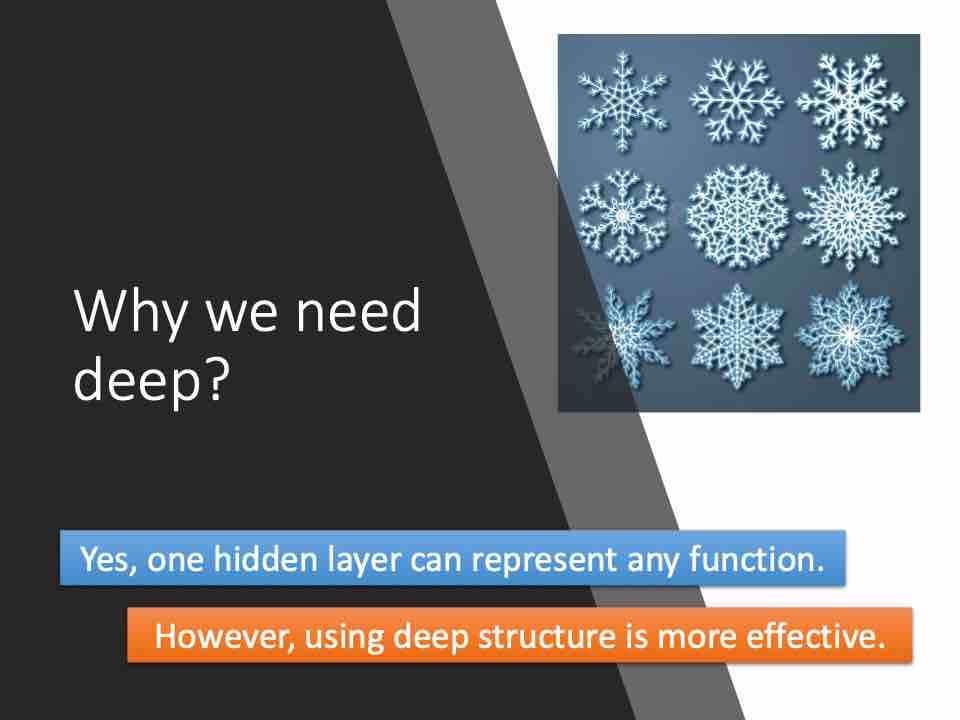 Why we need
deep?
Yes, one hidden layer can represent any function.
However, using deep structure is more effective.